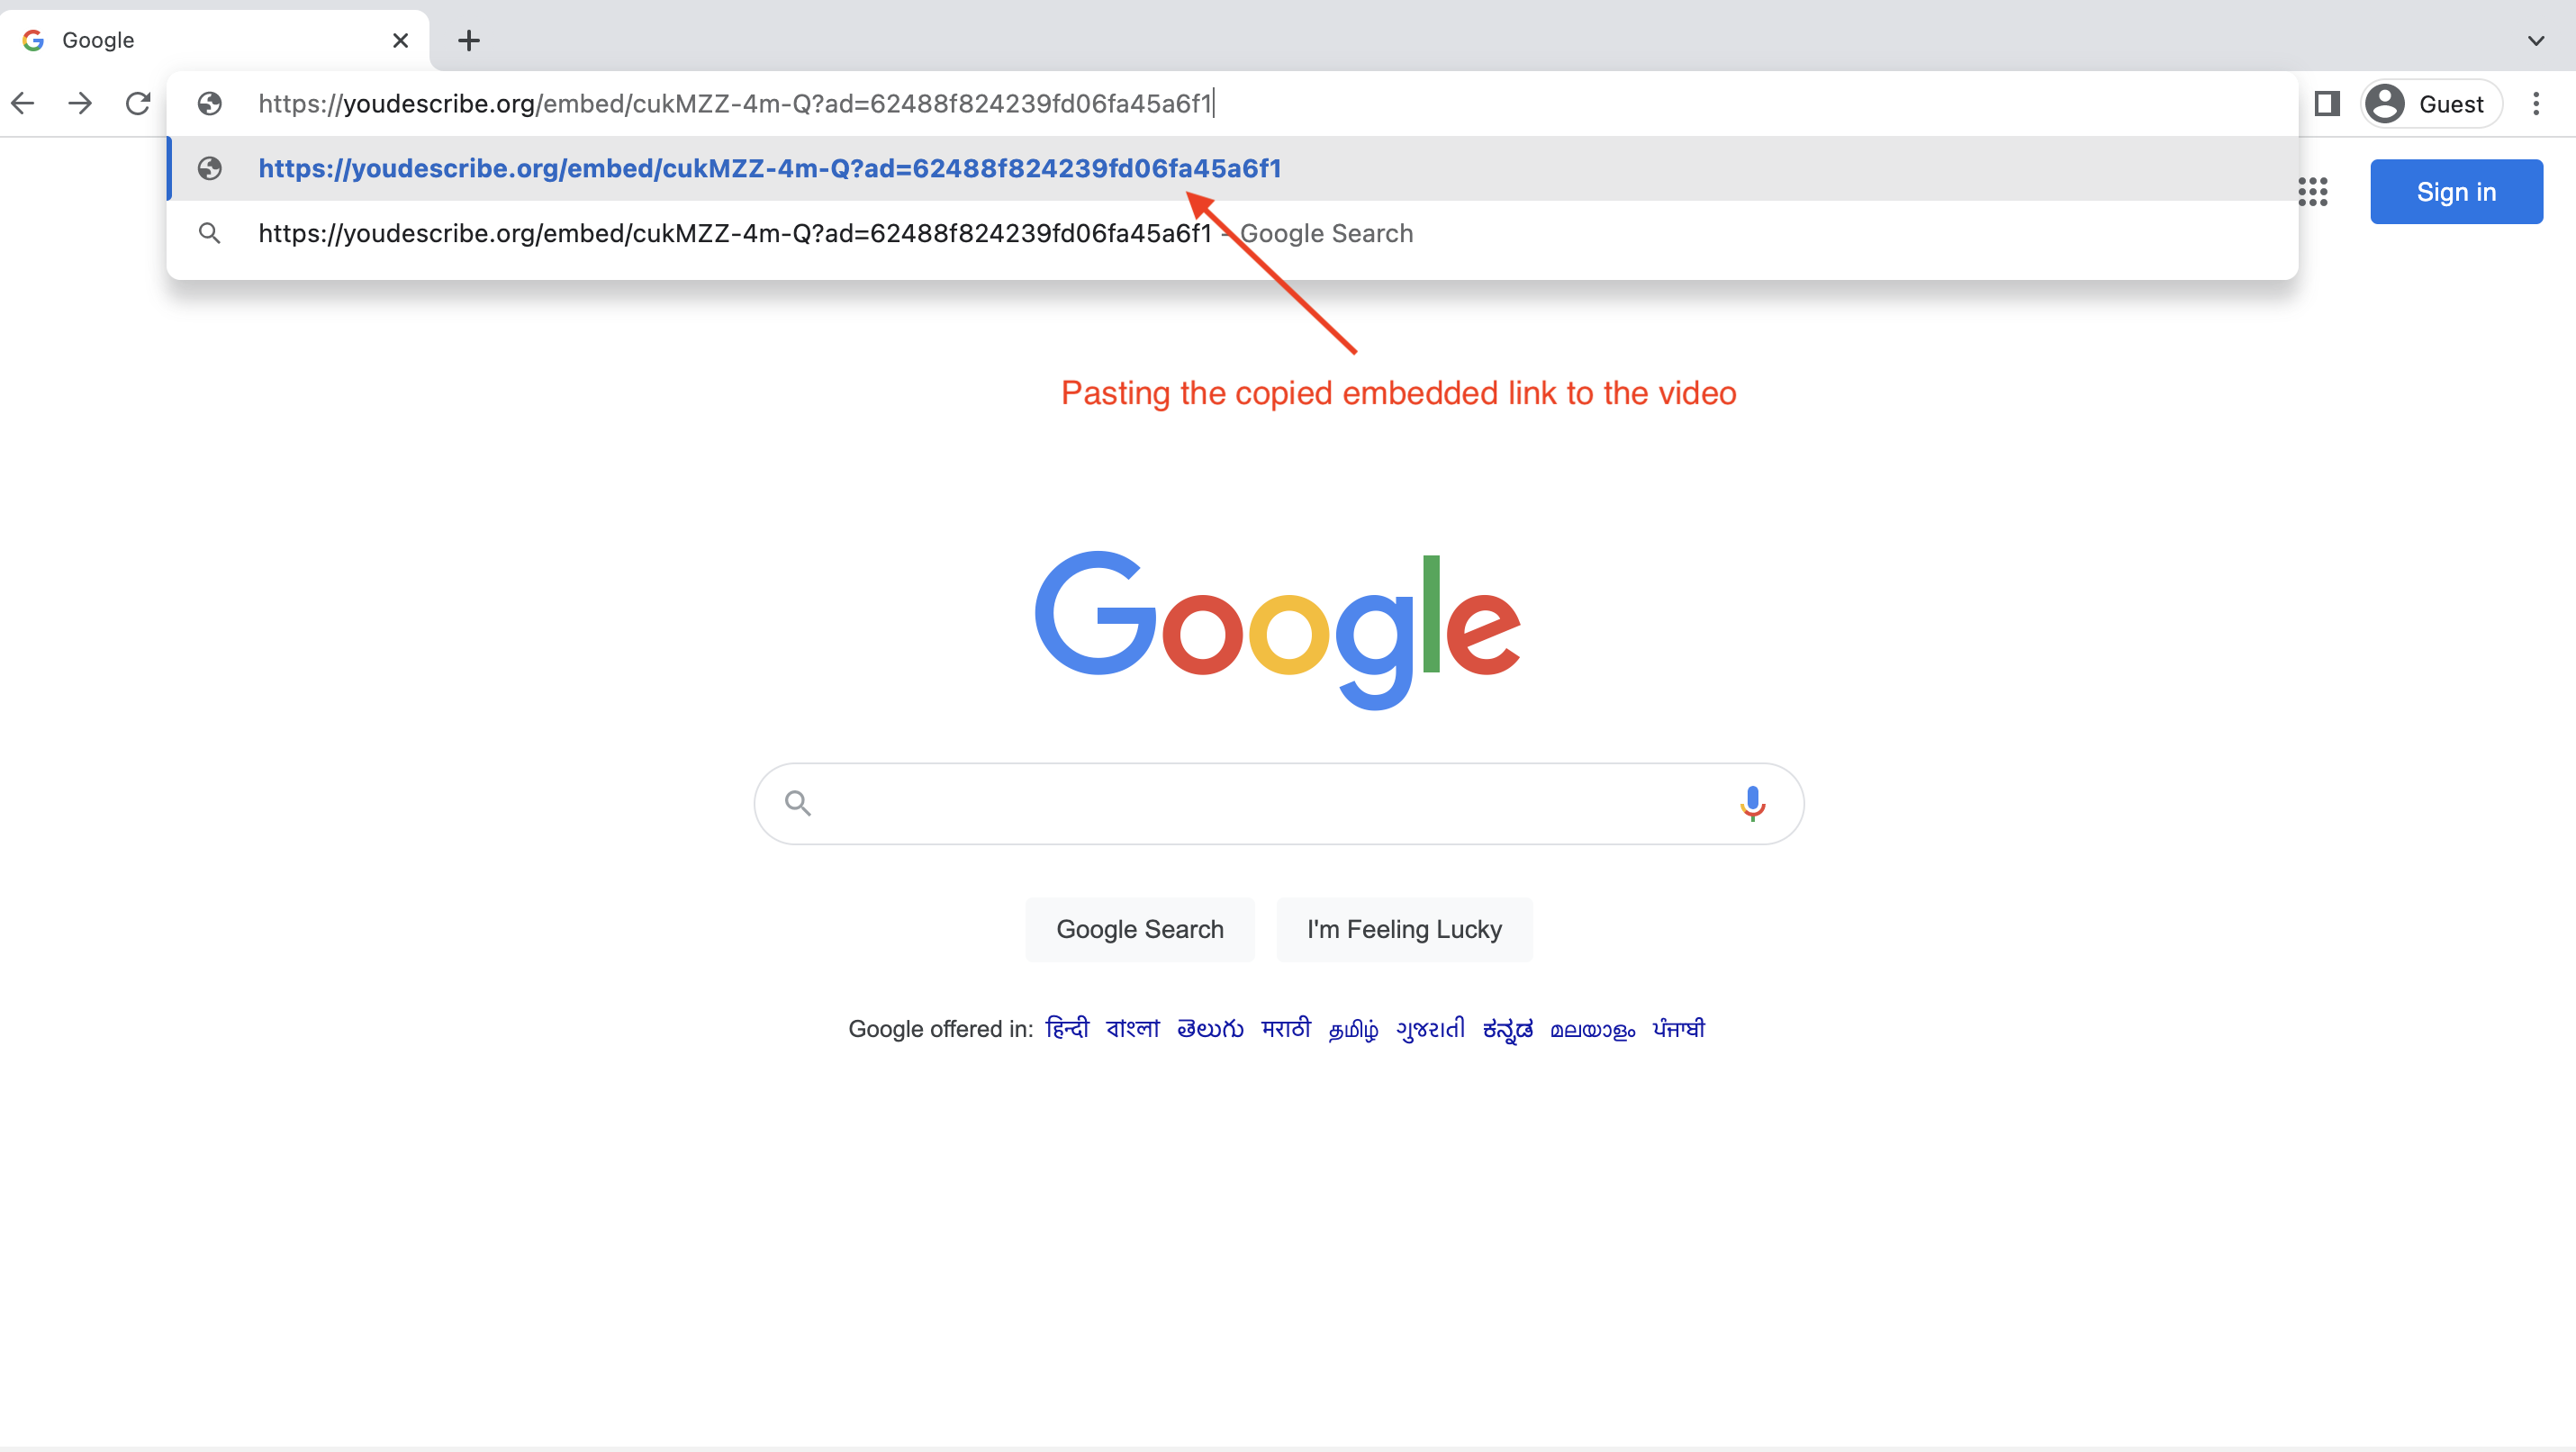 Google
https://youdescribe.org/embed/cukMZZ-4m-Q?ad=62488f824239fd06fa45a6f1
Guest
https://youdescribe.org/embed/cukMZZ-4m-Q?ad=62488f824239fd06fa45a6f1
Sign in
https://youdescribe.org/embed/cukMZZ-4m-Q?ad=62488f824239fd06fa45a6f1 - Google Search
Pasting the copied embedded link to the video
Google
Google Search
I'm Feeling Lucky
Google offered in: हिन्दी বাংলা తెలుగు मराठी தமிழ் ગુજરાતી ಕನ್ನಡ മലയാളം ਪੰਜਾਬੀ